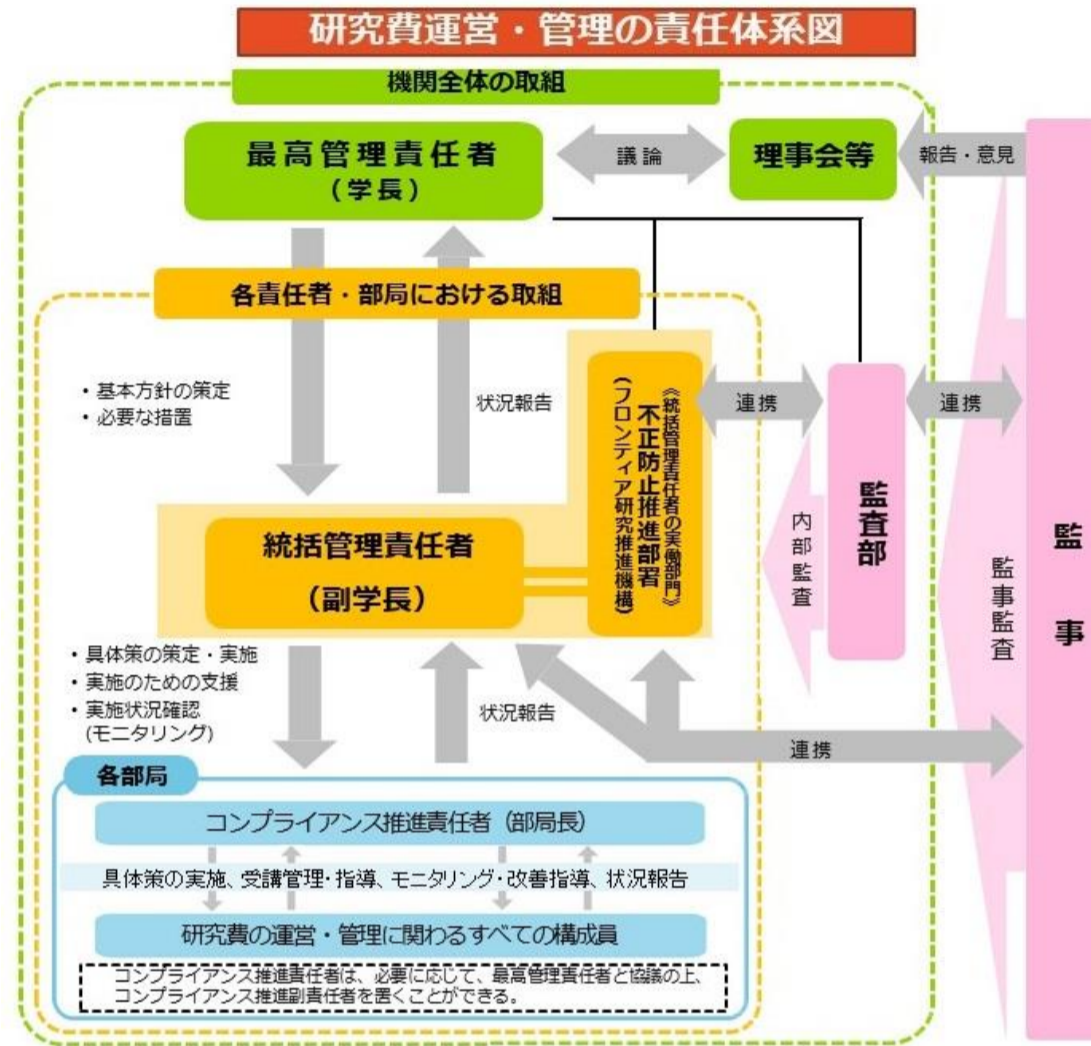 研究費運営・管理の責任体系図
機関全体の取組
最高管理責任者
(学長)
議論
理事会等
報告・意見
各責任者・部局における取組
・基本方針の策定
・必要な措置
状況報告
《統括管理責任者の実働部門》
不正防止推進部署
(フロンティア研究推進機構)
連携
監査部
連携
監事
内部監査
監事監査
統括管理責任者
(副学長)
・具体策の策定・実施
・実施のための支援
・実施状況確認
(モニタリング)
状況報告
連携
各部局
コンプライアンス推進責任者(部局長)
具体策の実施、受講管理・指導、モニタリング・改善指導、状況報告
研究費の運営・管理に関わるすべての構成員
コンプライアンス推進責任者は、必要に応じて、最高管理責任者と協議の上、
コンプライアンス推進副責任者を置くことができる。